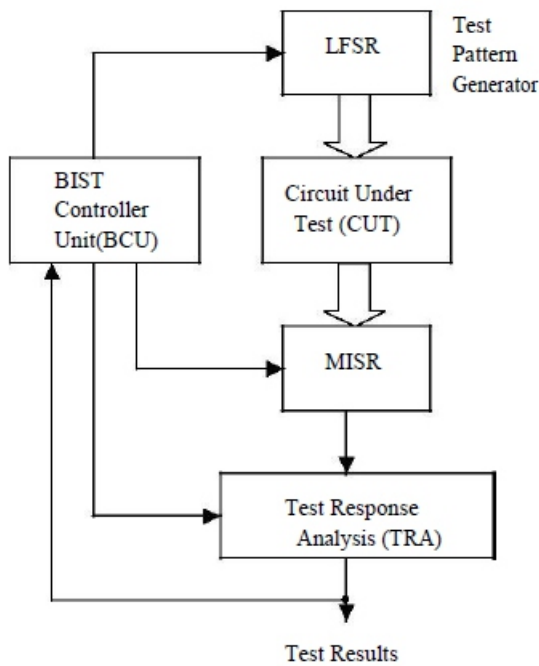 LFSR
Test
Pattern
Generator
BIST
Controller
Unit(BCU)
Circuit Under
Test (CUT)
MISR
Test Response
Analysis (TRA)
Test Results